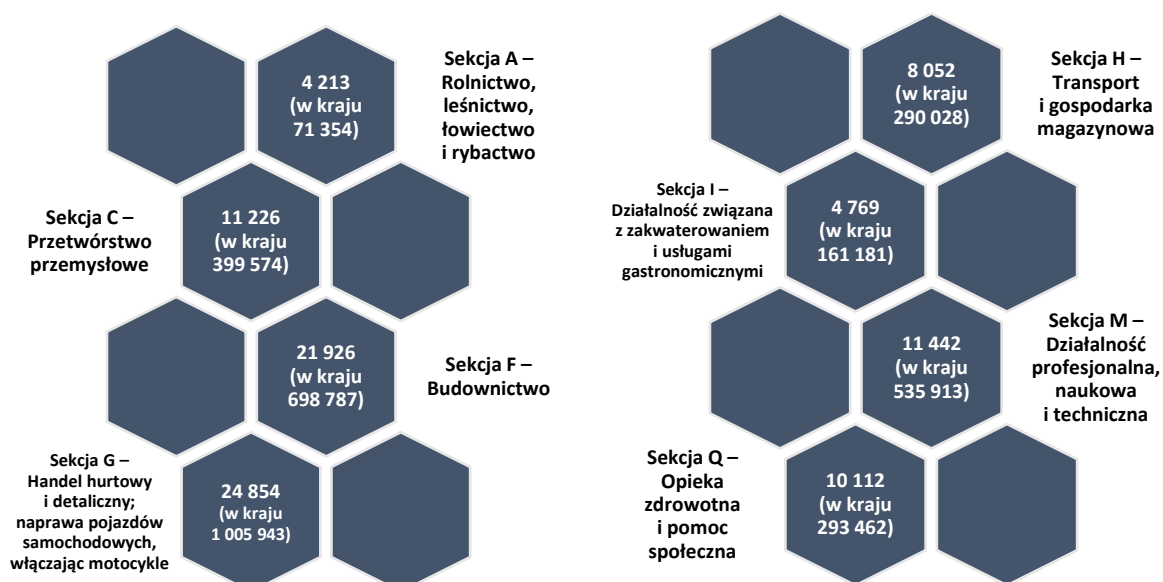 4 213
(w kraju
71 354)
Sekcja A –
Rolnictwo,
leśnictwo,
łowiectwo
i rybactwo
Sekcja C –
Przetwórstwo
przemysłowe
11 226
(w kraju
399 574)
21 926
(w kraju
698 787)
Sekcja F –
Budownictwo
Sekcja G –
Handel hurtowy
i detaliczny;
naprawa pojazdów
samochodowych,
włączając motocykle
24 854
(w kraju
1 005 943)
8 052
(w kraju
290 028)
Sekcja H –
Transport
i gospodarka
magazynowa
Sekcja I –
Działalność związana
z zakwaterowaniem
i usługami
gastronomicznymi
4 769
(w kraju
161 181)
11 442
(w kraju
535 913)
Sekcja M –
Działalność
profesjonalna,
naukowa
i techniczna
Sekcja Q –
Opieka
zdrowotna
i pomoc
społeczna
10 112
(w kraju
293 462)